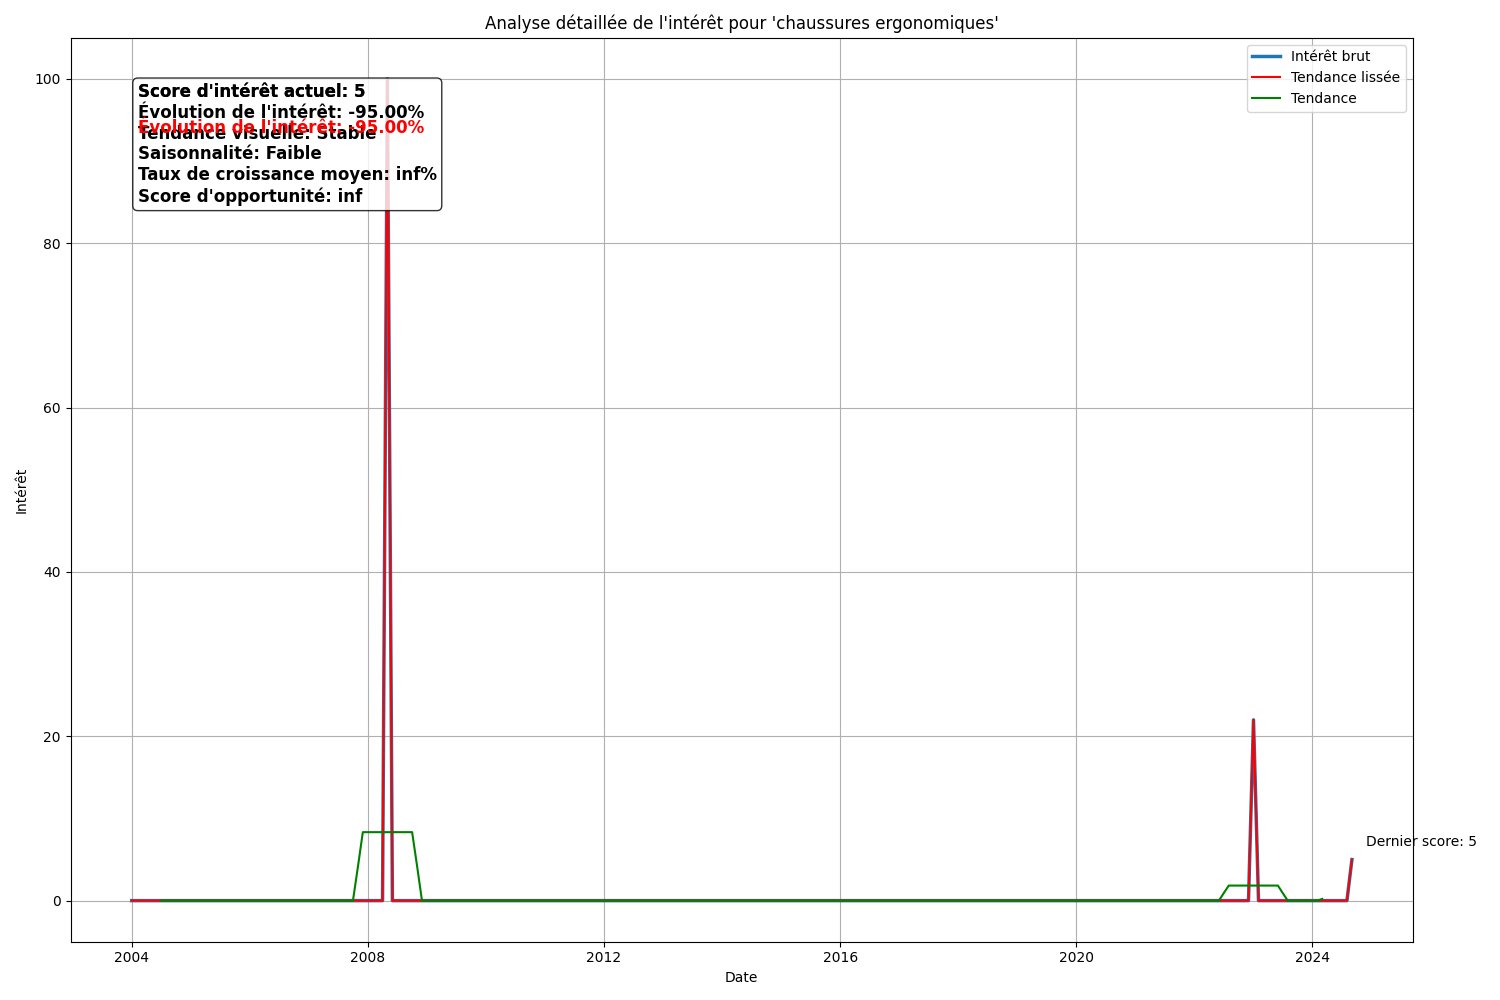 Analyse détaillée de l'intérêt pour 'chaussures ergonomiques'
Intérêt brut
Tendance lissée
Tendance
Score d'intérêt actuel: 5
Évolution de l'intérêt: -95.00%
Évolution de l'intérêt: -95.00%
Tendance visuelle: Stable
Saisonnalité: Faible
Taux de croissance moyen: inf%
Score d'opportunité: inf
Intérêt
100
80
60
40
20
0
Dernier score: 5
2004 2008 2012 2016 2020 2024
Date